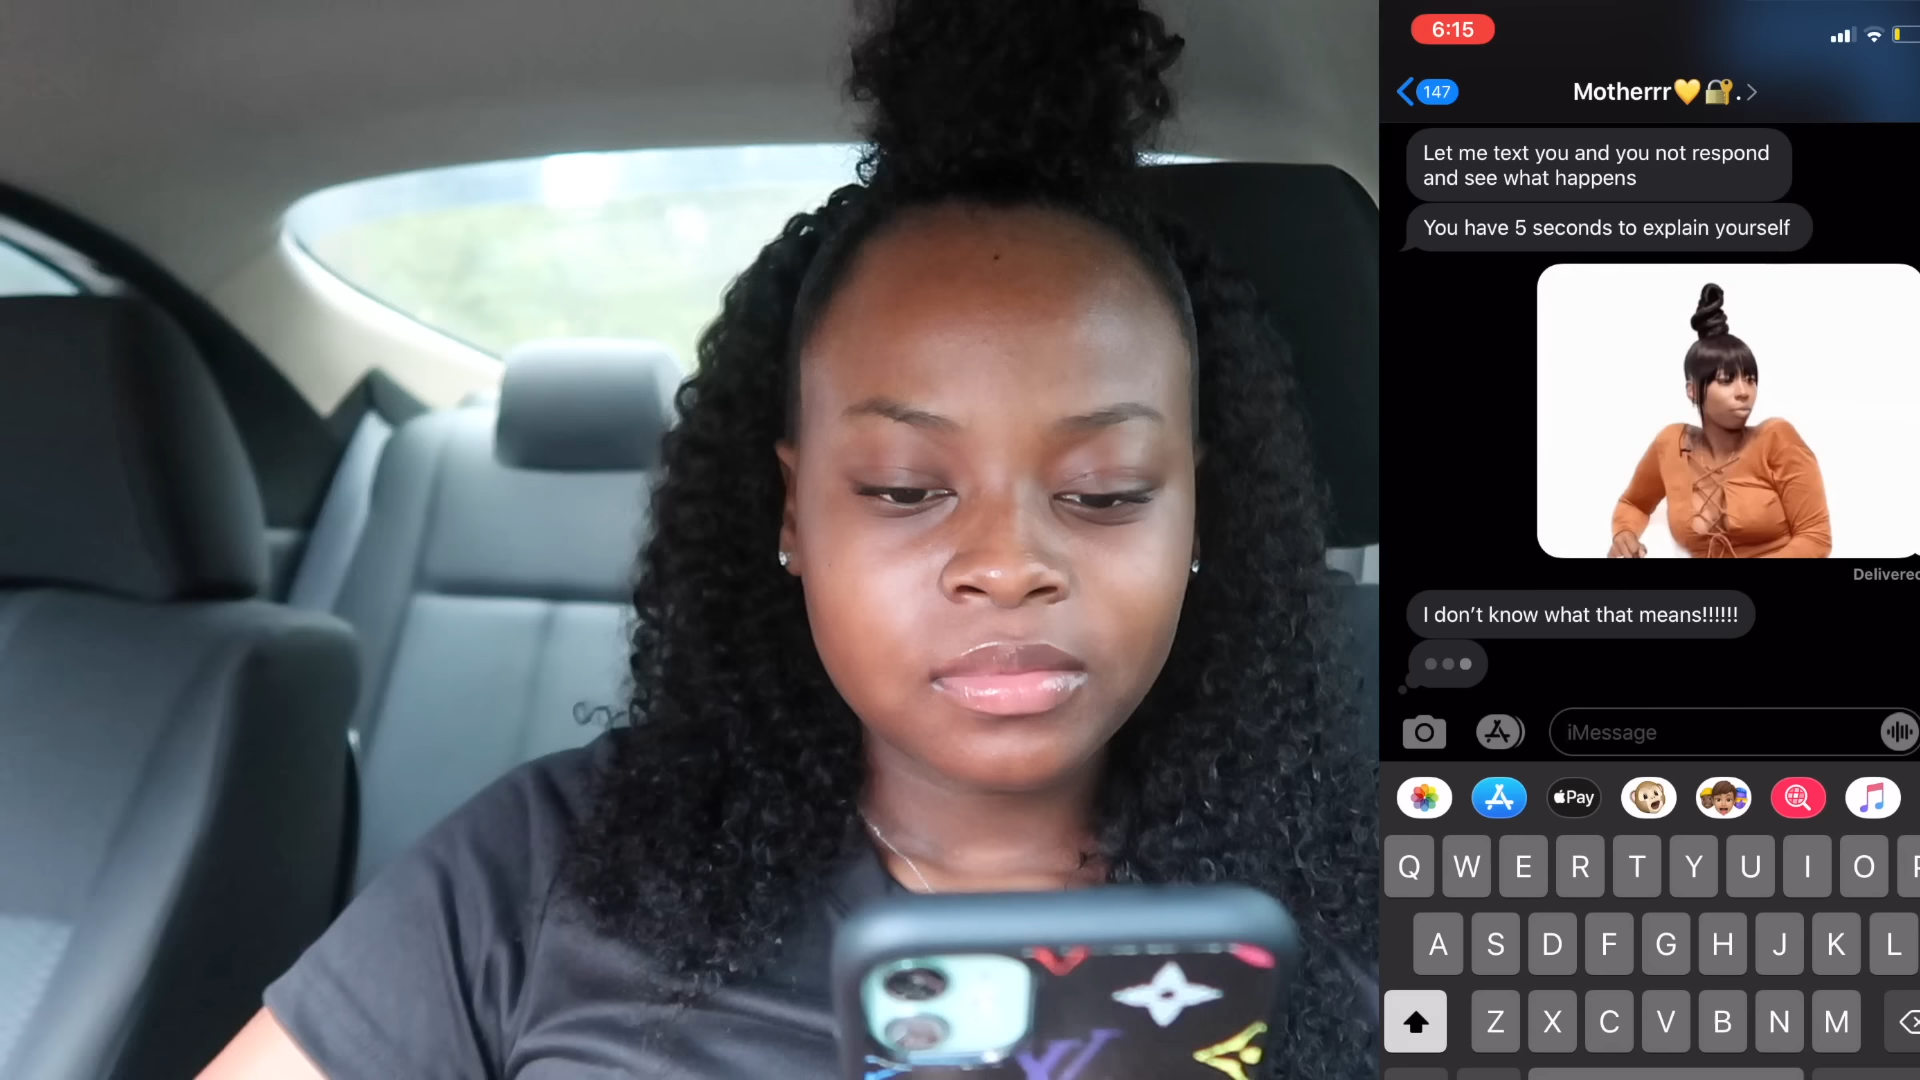 6:15
147
Motherrr💛🔐.
Let me text you and you not respond
and see what happens
You have 5 seconds to explain yourself
Delivered
I don’t know what that means!!!!!!
iMessage
Pay
Q W E R T Y U I O P
A S D F G H J K L
Z X C V B N M